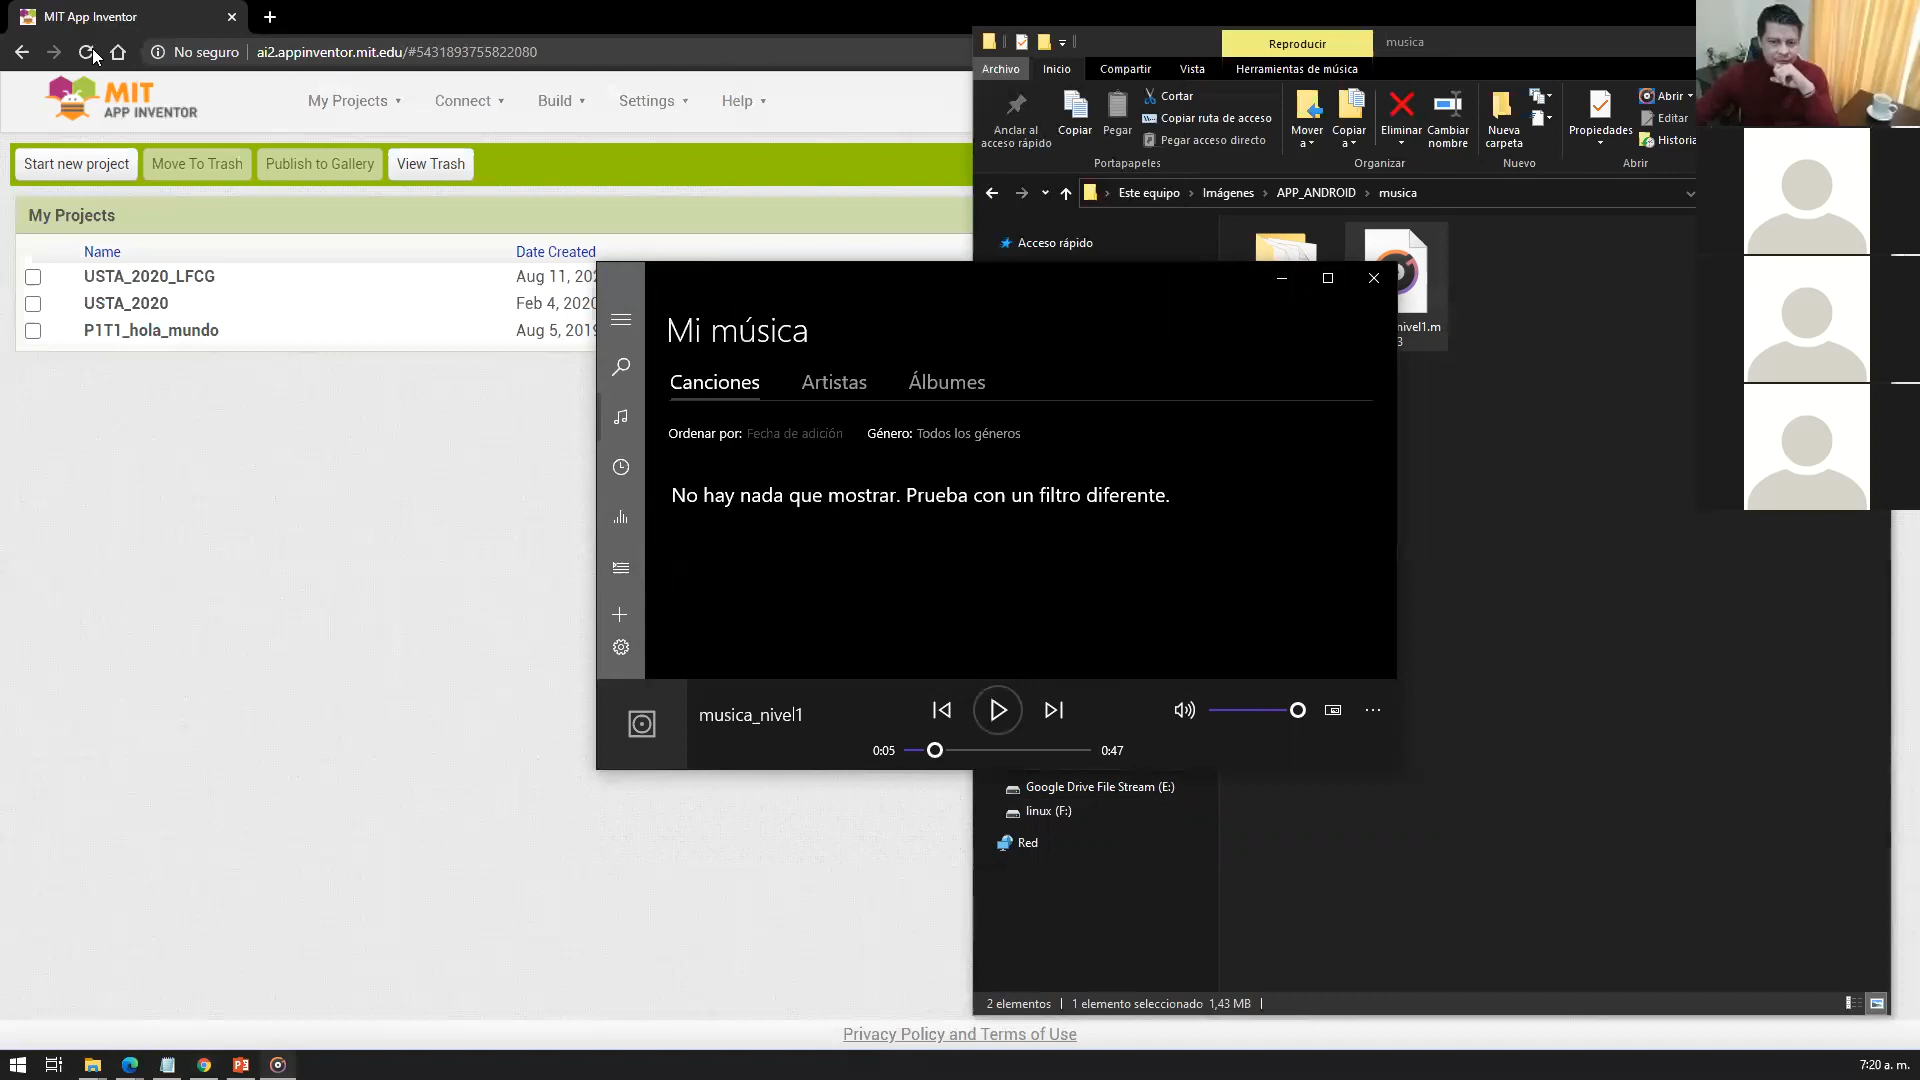 MIT App Inventor
No seguro
ai2.appinventor.mit.edu/#5431893755822080
MIT
APP INVENTOR
My Projects
Connect
Build
Settings
Help
Start new project
Move To Trash
Publish to Gallery
View Trash
My Projects
Name
Date Created
USTA_2020_LFCG
Aug 11, 202
USTA_2020
Feb 4, 2020
P1T1_hola_mundo
Aug 5, 2019
Reproducir
musica
Archivo
Inicio
Compartir
Vista
Herramientas de música
Anclar al
acceso rápido
Copiar
Pegar
Cortar
Copiar ruta de acceso
Pegar acceso directo
Portapapeles
Mover
a
Copiar
a
Eliminar
Cambiar
nombre
Organizar
Nueva
carpeta
Nuevo
Propiedades
Abrir
Editar
Historia
Abrir
Este equipo
Imágenes
APP_ANDROID
musica
Acceso rápido
nivel1.m
3
Mi música
Canciones
Artistas
Álbumes
Ordenar por: Fecha de adición
Género: Todos los géneros
No hay nada que mostrar. Prueba con un filtro diferente.
musica_nivel1
0:05
0:47
Google Drive File Stream (E:)
linux (F:)
Red
2 elementos
1 elemento seleccionado 1,43 MB
Privacy Policy and Terms of Use
7:20 a. m.